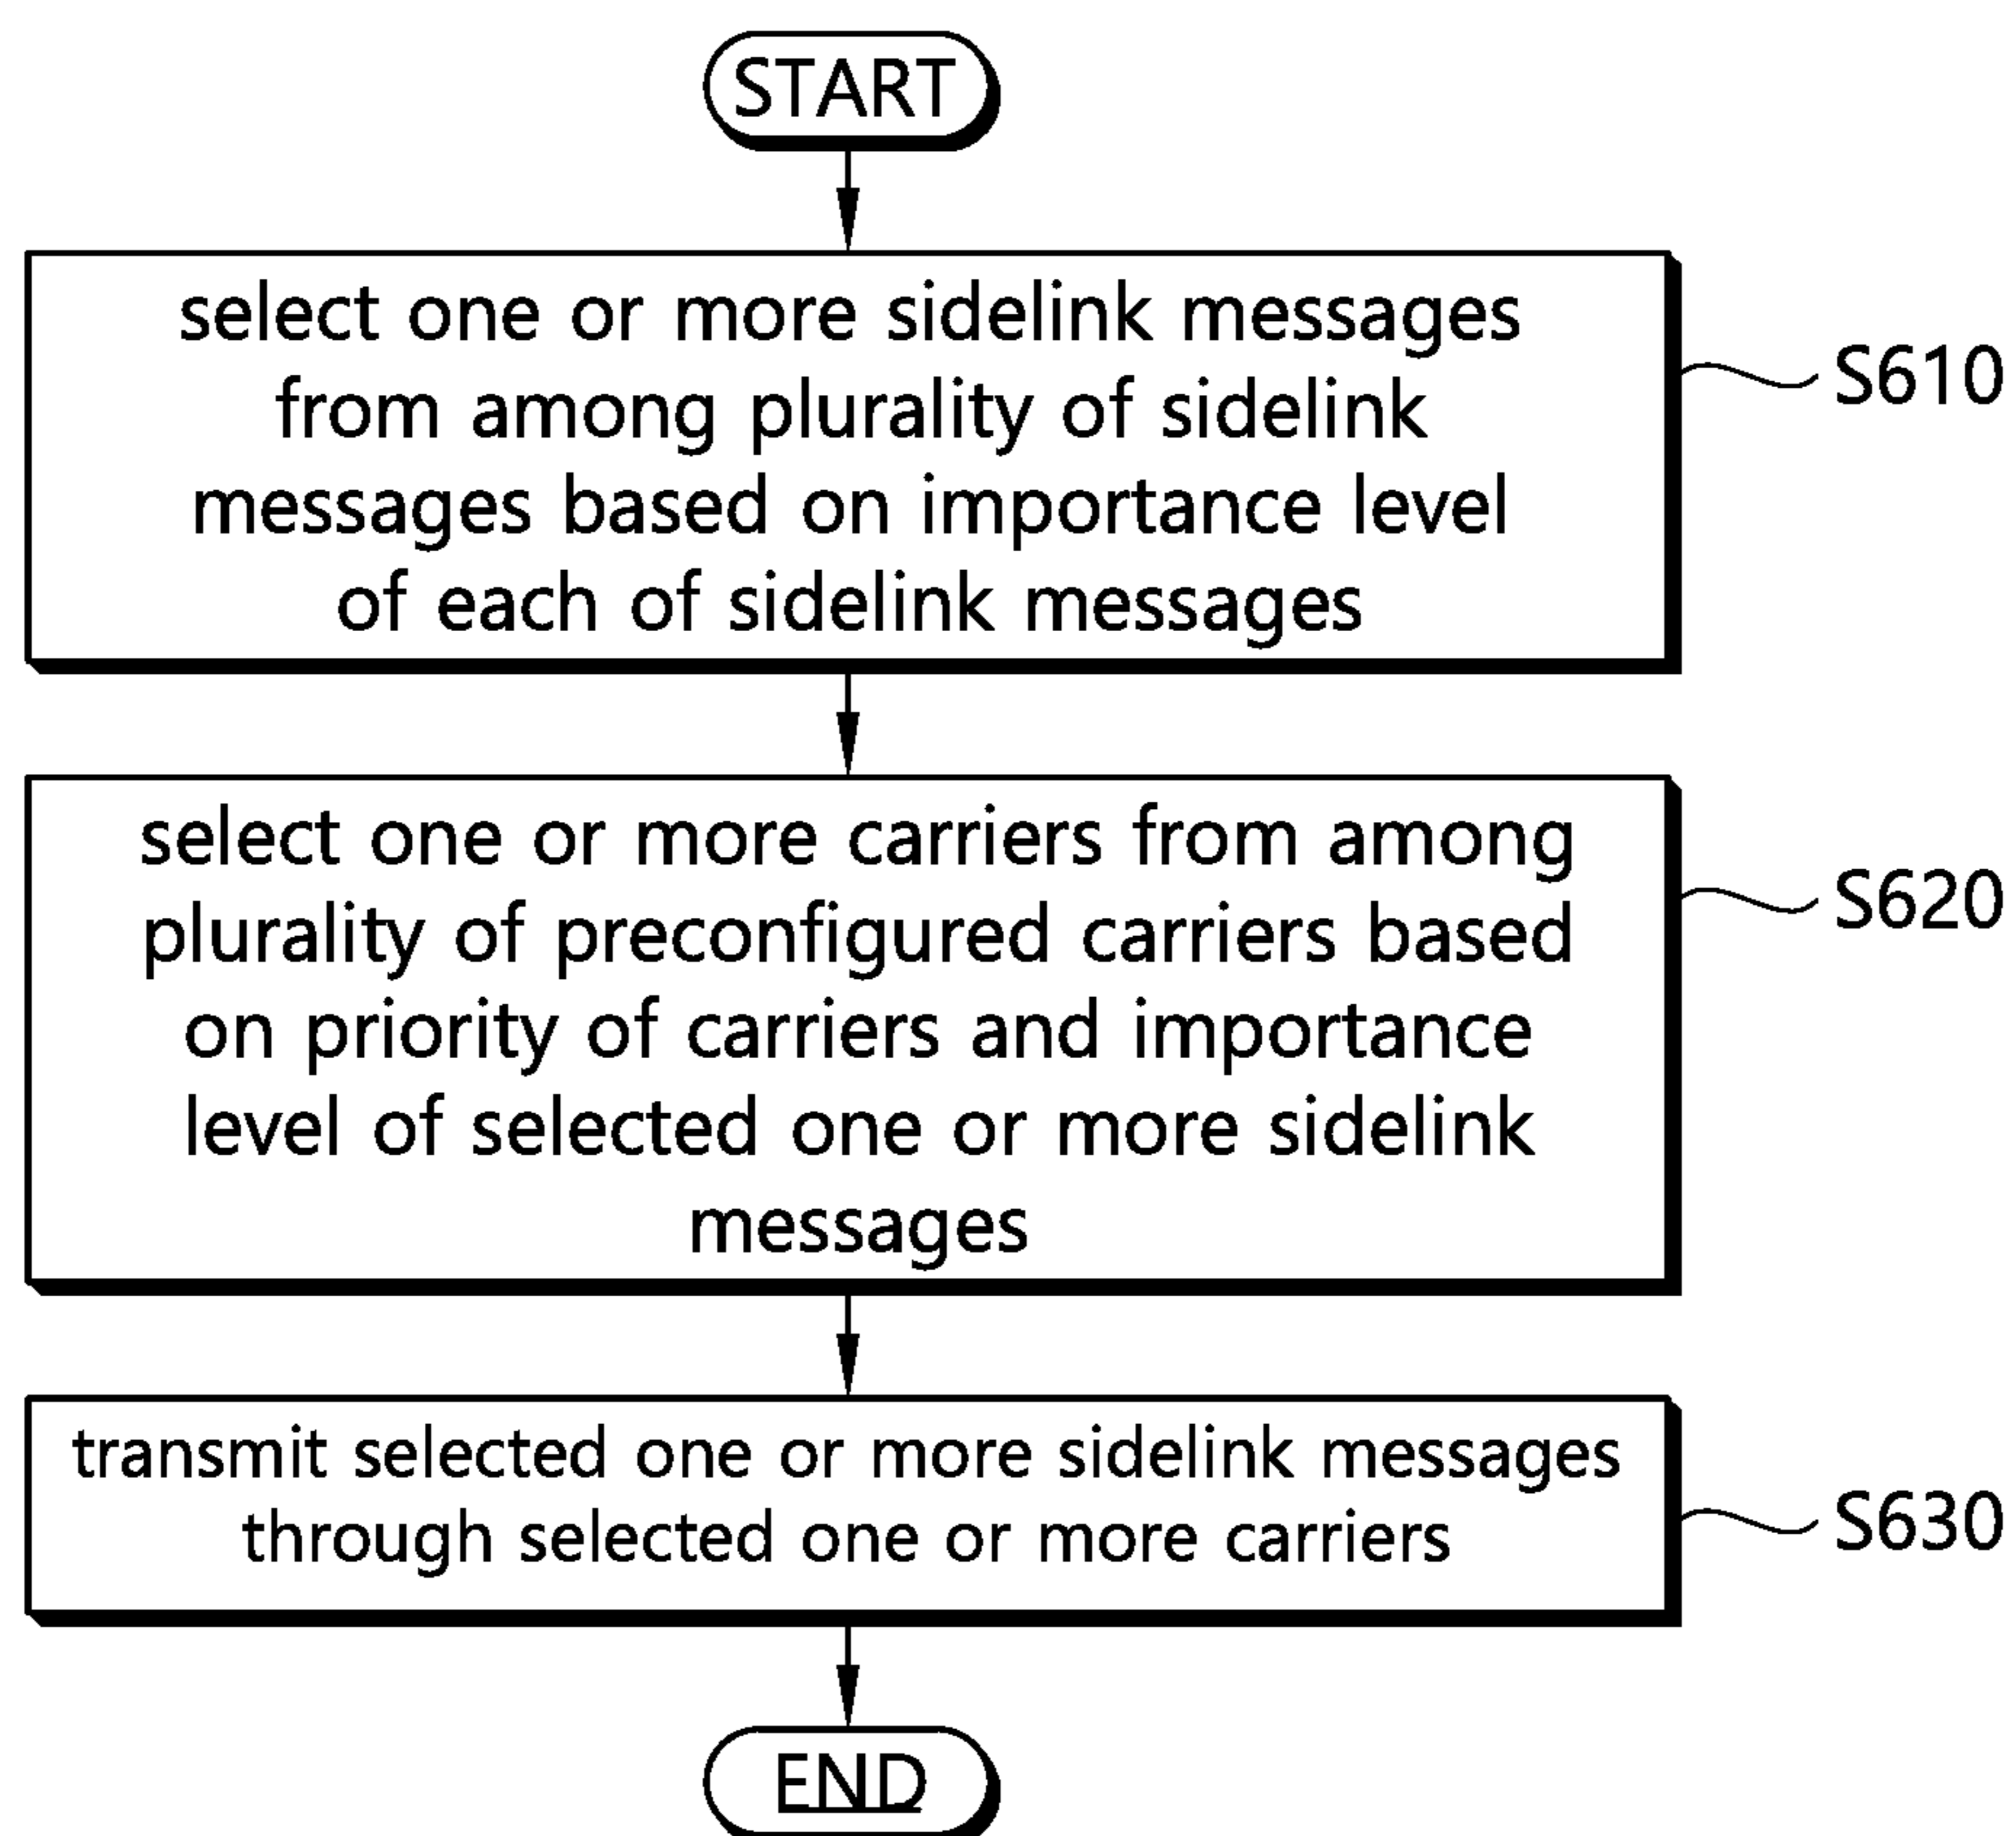 START
select one or more sidelink messages
from among plurality of sidelink
messages based on importance level
of each of sidelink messages
S610
select one or more carriers from among
plurality of preconfigured carriers based
on priority of carriers and importance
level of selected one or more sidelink
messages
S620
transmit selected one or more sidelink messages
through selected one or more carriers
S630
END